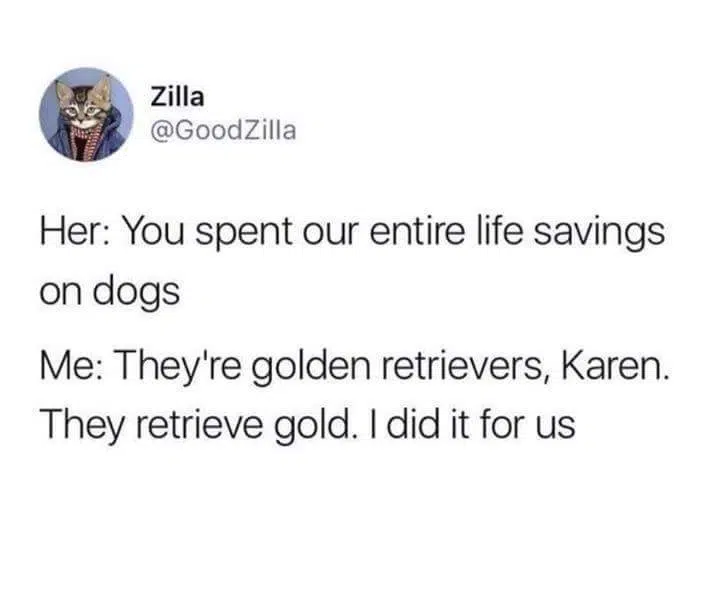 Zilla
@GoodZilla
Her: You spent our entire life savings
on dogs
Me: They're golden retrievers, Karen.
They retrieve gold. I did it for us